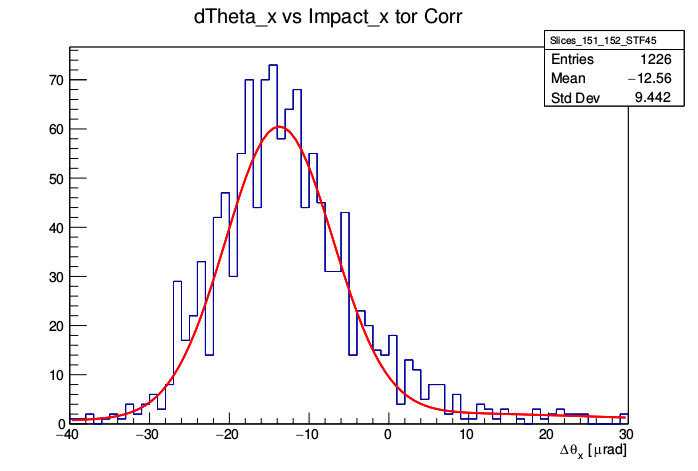 dTheta_x vs Impact_x tor Corr
Slices_151_152_STF45
Entries 1226
Mean −12.56
Std Dev 9.442
70
60
50
40
30
20
10
0
−40 −30 −20 −10 0 10 20 30
Δθx [μrad]